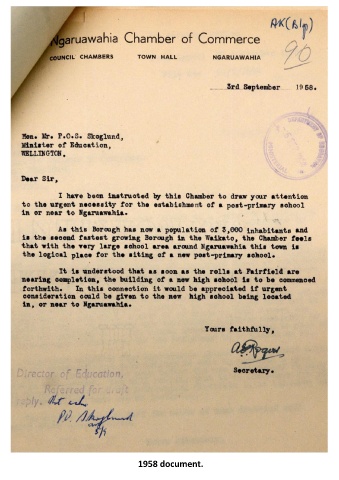 AK(Blp)
90
Ngaruawahia Chamber of Commerce
COUNCIL CHAMBERS TOWN HALL NGARUAWAHIA
3rd September 1958.
Hon. Mr. P.O.S. Skoglund,
Minister of Education,
WELLINGTON.
Dear Sir,
I have been instructed by this Chamber to draw your attention
to the urgent necessity for the establishment of a post-primary school
in or near to Ngaruawahia.
As this Borough has now a population of 3,000 inhabitants and
is the second fastest growing Borough in the Waikato, the Chamber feels
that with the very large school area around Ngaruawahia this town is
the logical place for the siting of a new post-primary school.
It is understood that as soon as the rolls at Fairfield are
nearing completion, the building of a new high school is to be commenced
forthwith. In this connection it would be appreciated if urgent
consideration could be given to the new high school being located
in, or near to Ngaruawahia.
Yours faithfully,
Secretary.
Director of Education,
Referred for draft
reply.
P.O. Skoglund
5/9
1958 document.